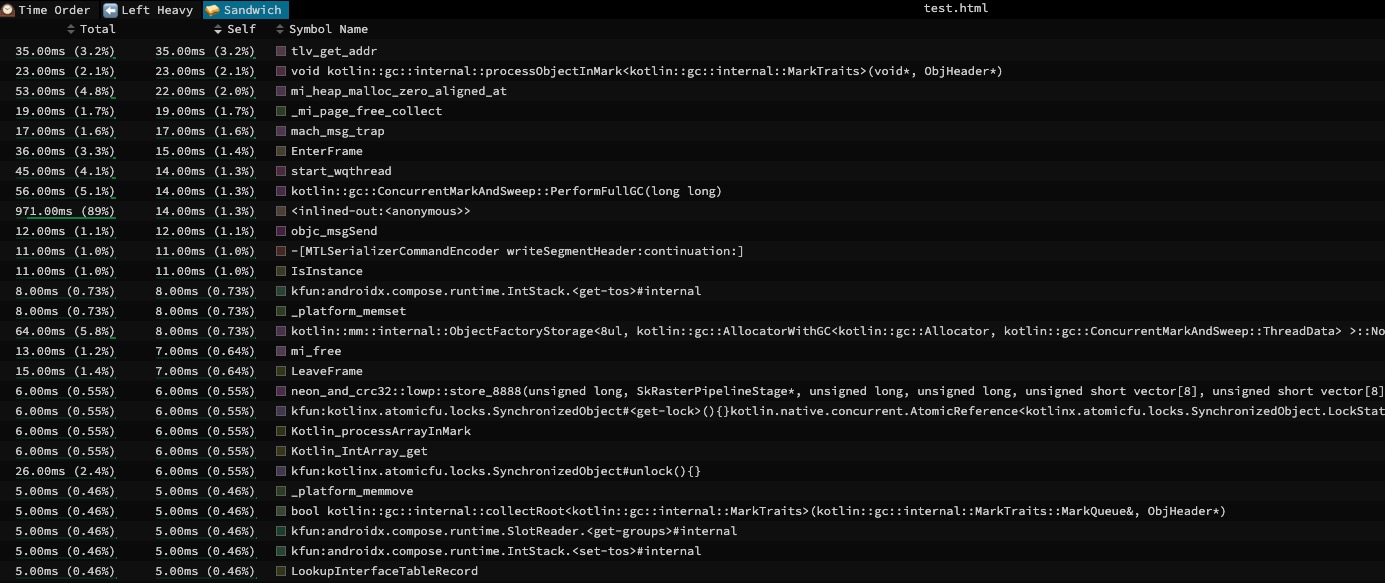 Time Order Left Heavy Sandwich test.html
Total Self Symbol Name
35.00ms (3.2%) 35.00ms (3.2%) tlv_get_addr
23.00ms (2.1%) 23.00ms (2.1%) void kotlin::gc::internal::processObjectInMark<kotlin::gc::internal::MarkTraits>(void*, ObjHeader*)
53.00ms (4.8%) 22.00ms (2.0%) mi_heap_malloc_zero_aligned_at
19.00ms (1.7%) 19.00ms (1.7%) _mi_page_free_collect
17.00ms (1.6%) 17.00ms (1.6%) mach_msg_trap
36.00ms (3.3%) 15.00ms (1.4%) EnterFrame
45.00ms (4.1%) 14.00ms (1.3%) start_wqthread
56.00ms (5.1%) 14.00ms (1.3%) kotlin::gc::ConcurrentMarkAndSweep::PerformFullGC(long long)
971.00ms (89%) 14.00ms (1.3%) <inlined-out:<anonymous>>
12.00ms (1.1%) 12.00ms (1.1%) objc_msgSend
11.00ms (1.0%) 11.00ms (1.0%) -[MTLSerializerCommandEncoder writeSegmentHeader:continuation:]
11.00ms (1.0%) 11.00ms (1.0%) IsInstance
8.00ms (0.73%) 8.00ms (0.73%) kfun:androidx.compose.runtime.IntStack.<get-tos>#internal
8.00ms (0.73%) 8.00ms (0.73%) _platform_memset
64.00ms (5.8%) 8.00ms (0.73%) kotlin::mm::internal::ObjectFactoryStorage<8ul, kotlin::gc::AllocatorWithGC<kotlin::gc::Allocator, kotlin::gc::ConcurrentMarkAndSweep::ThreadData> >::No
13.00ms (1.2%) 7.00ms (0.64%) mi_free
15.00ms (1.4%) 7.00ms (0.64%) LeaveFrame
6.00ms (0.55%) 6.00ms (0.55%) neon_and_crc32::lowp::store_8888(unsigned long, SkRasterPipelineStage*, unsigned long, unsigned long, unsigned short vector[8], unsigned short vector[8]
6.00ms (0.55%) 6.00ms (0.55%) kfun:kotlinx.atomicfu.locks.SynchronizedObject#<get-lock>(){}kotlin.native.concurrent.AtomicReference<kotlinx.atomicfu.locks.SynchronizedObject.LockStat
6.00ms (0.55%) 6.00ms (0.55%) Kotlin_processArrayInMark
6.00ms (0.55%) 6.00ms (0.55%) Kotlin_IntArray_get
26.00ms (2.4%) 6.00ms (0.55%) kfun:kotlinx.atomicfu.locks.SynchronizedObject#unlock(){}
5.00ms (0.46%) 5.00ms (0.46%) _platform_memmove
5.00ms (0.46%) 5.00ms (0.46%) bool kotlin::gc::internal::collectRoot<kotlin::gc::internal::MarkTraits>(kotlin::gc::internal::MarkTraits::MarkQueue&, ObjHeader*)
5.00ms (0.46%) 5.00ms (0.46%) kfun:androidx.compose.runtime.SlotReader.<get-groups>#internal
5.00ms (0.46%) 5.00ms (0.46%) kfun:androidx.compose.runtime.IntStack.<set-tos>#internal
5.00ms (0.46%) 5.00ms (0.46%) LookupInterfaceTableRecord